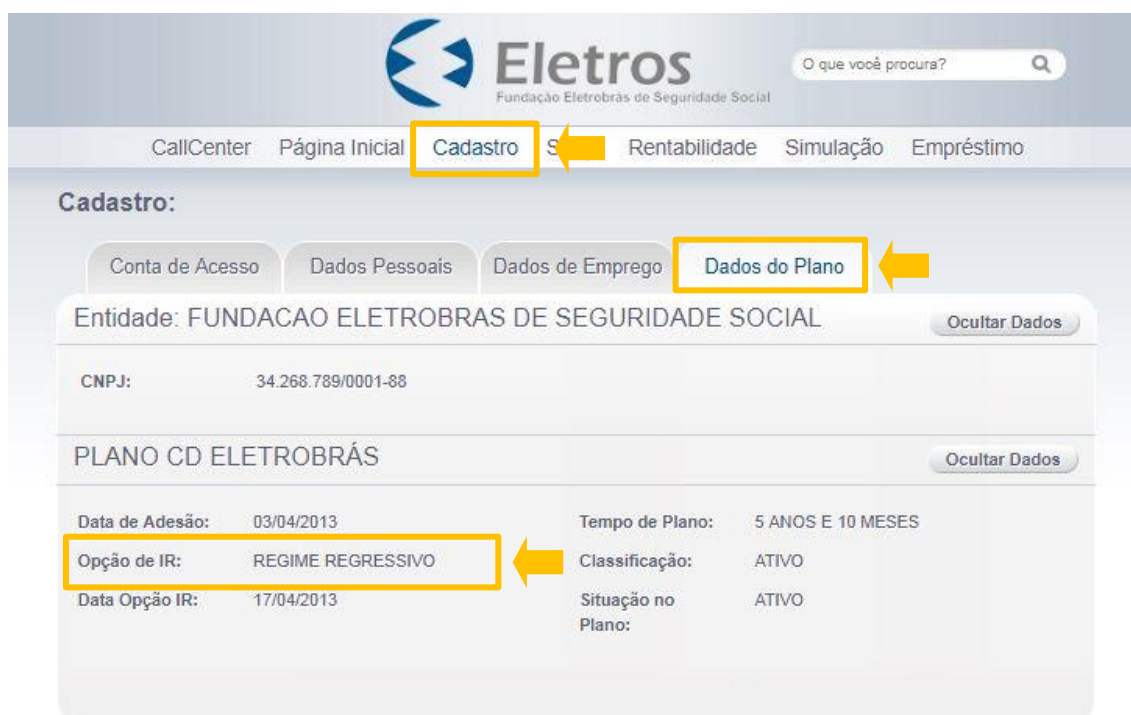 Eletros
Fundação Eletrobrás de Seguridade Social
O que você procura?
CallCenter Página Inicial Cadastro Rentabilidade Simulação Empréstimo
Cadastro:
Conta de Acesso Dados Pessoais Dados de Emprego Dados do Plano
Entidade: FUNDACAO ELETROBRAS DE SEGURIDADE SOCIAL Ocultar Dados
CNPJ: 34.268.789/0001-88
PLANO CD ELETROBRÁS Ocultar Dados
Data de Adesão: 03/04/2013 Tempo de Plano: 5 ANOS E 10 MESES
Opção de IR: REGIME REGRESSIVO Classificação: ATIVO
Data Opção IR: 17/04/2013 Situação no ATIVO
Plano: